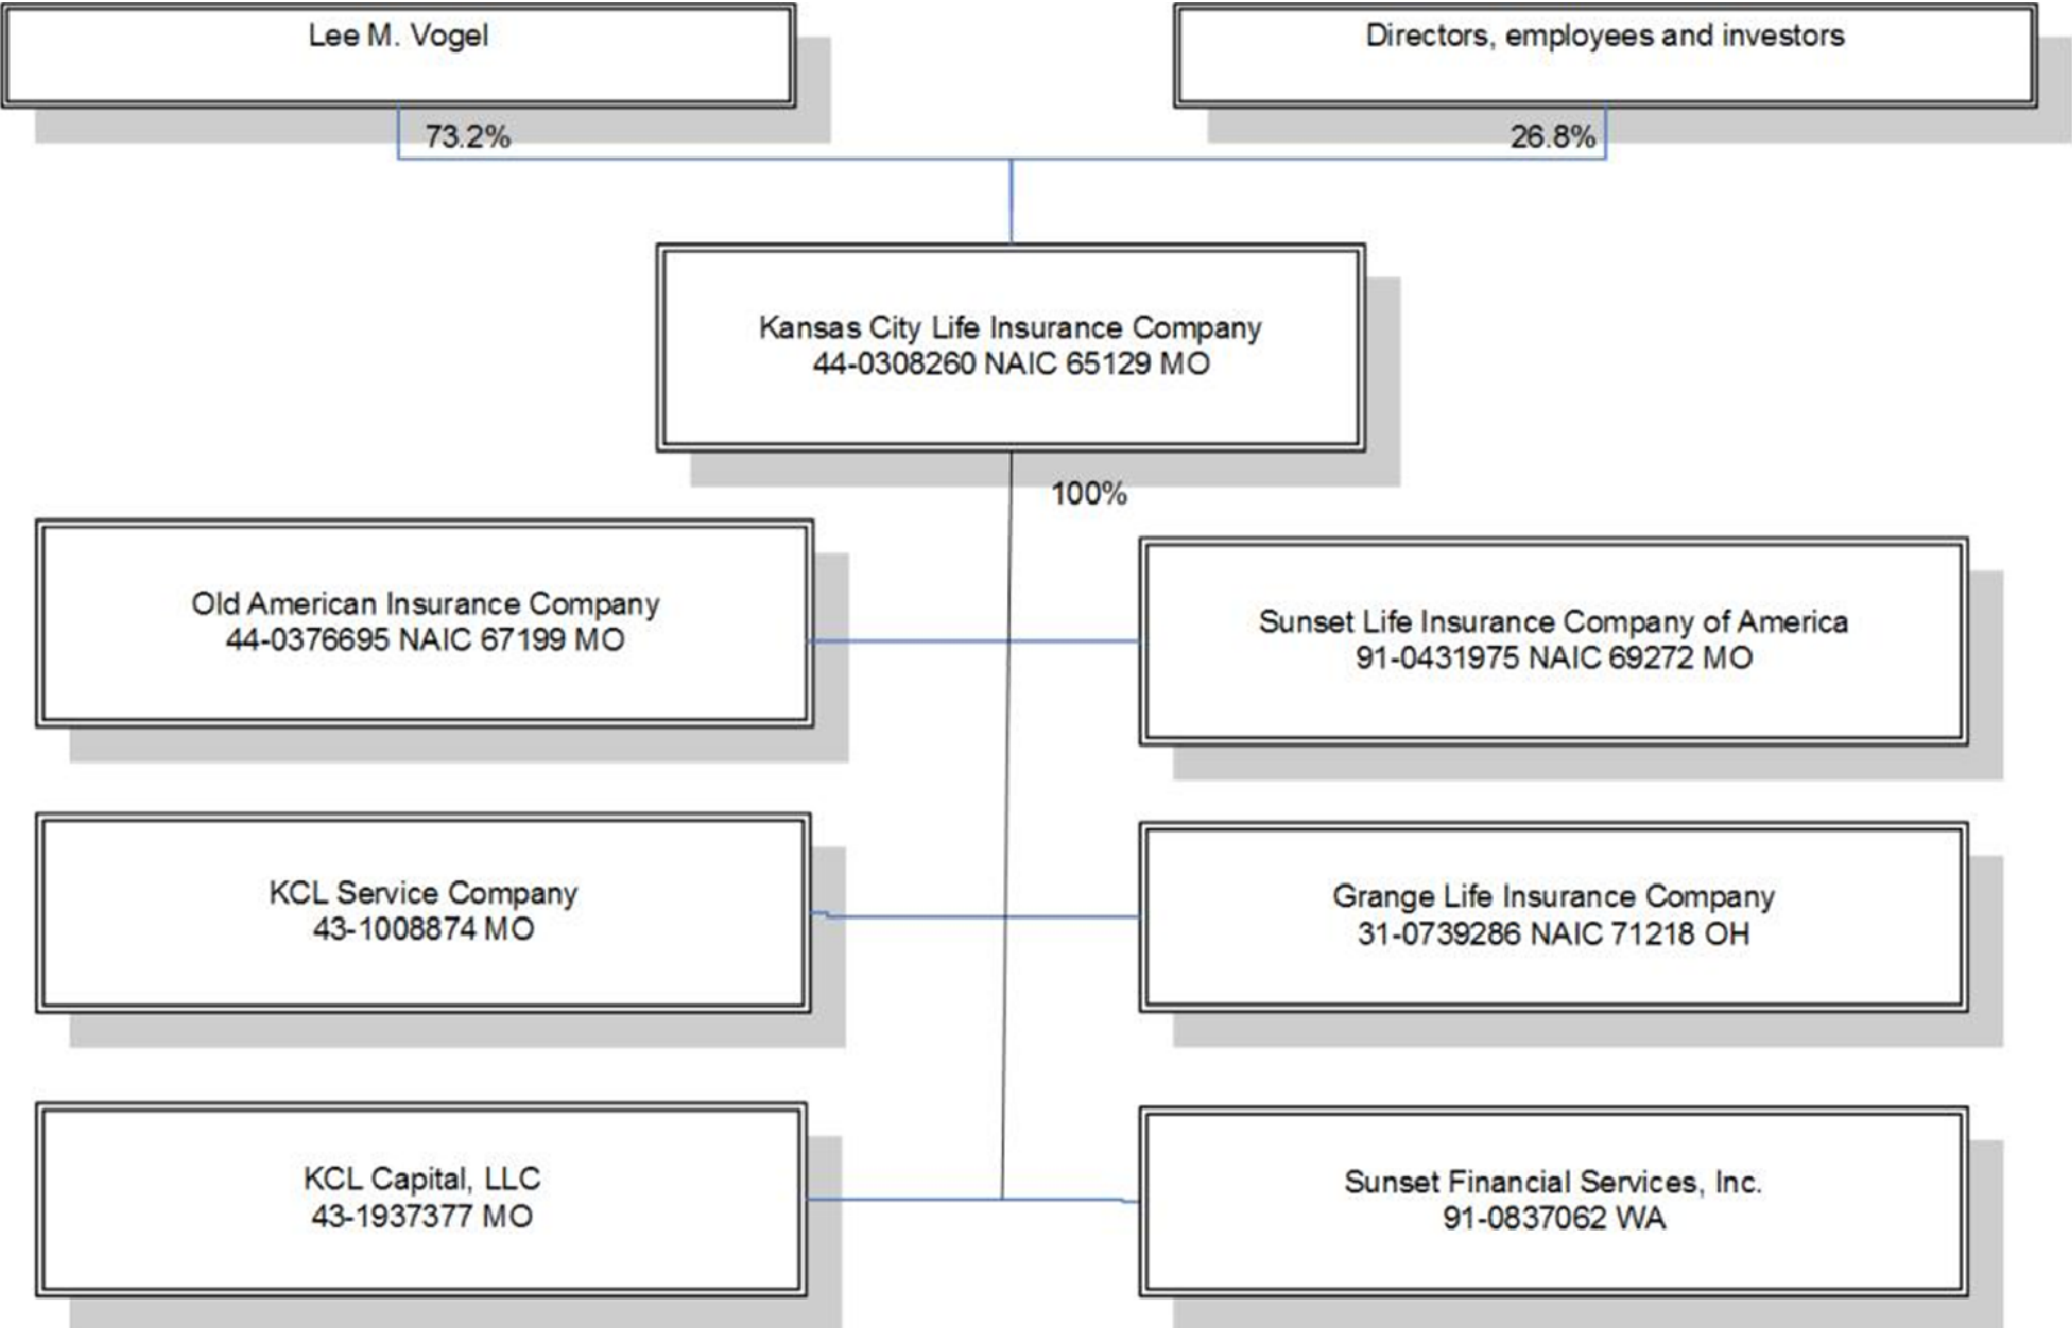 Lee M. Vogel
Directors, employees and investors
73.2%
26.8%
Kansas City Life Insurance Company
44-0308260 NAIC 65129 MO
100%
Old American Insurance Company
44-0376695 NAIC 67199 MO
Sunset Life Insurance Company of America
91-0431975 NAIC 69272 MO
KCL Service Company
43-1008874 MO
Grange Life Insurance Company
31-0739286 NAIC 71218 OH
KCL Capital, LLC
43-1937377 MO
Sunset Financial Services, Inc.
91-0837062 WA